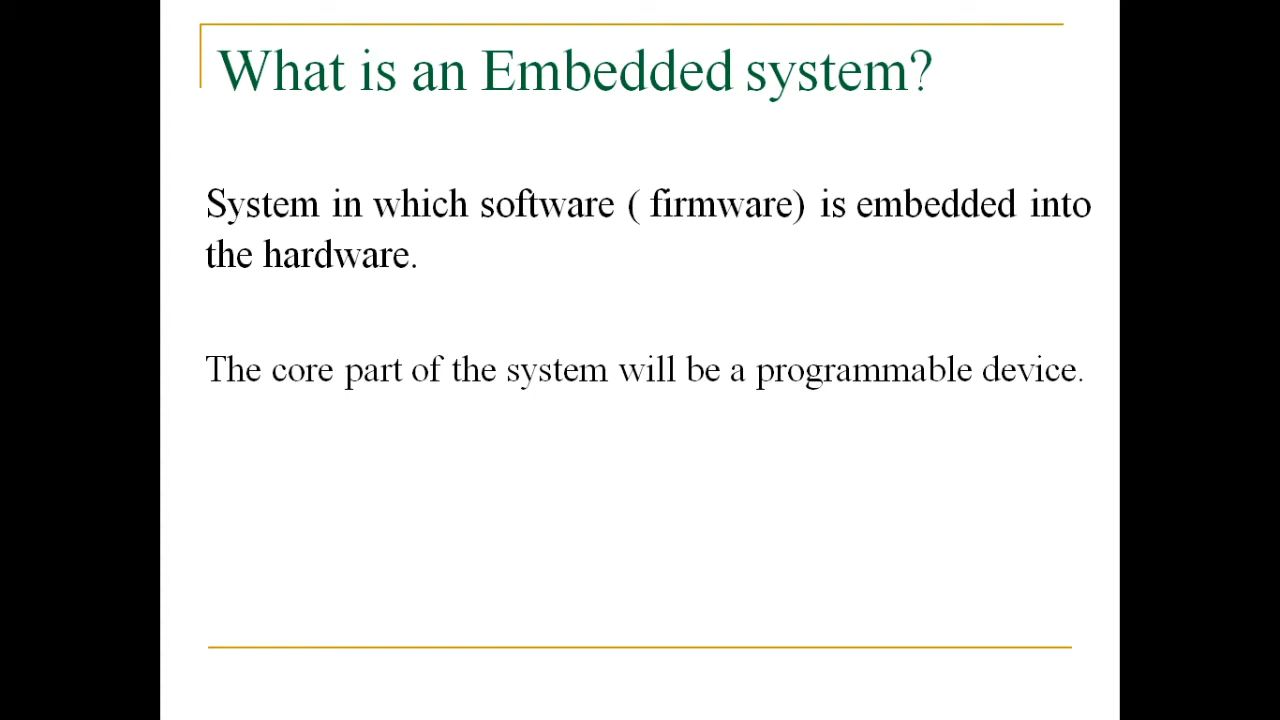 What is an Embedded system?
System in which software ( firmware) is embedded into
the hardware.
The core part of the system will be a programmable device.